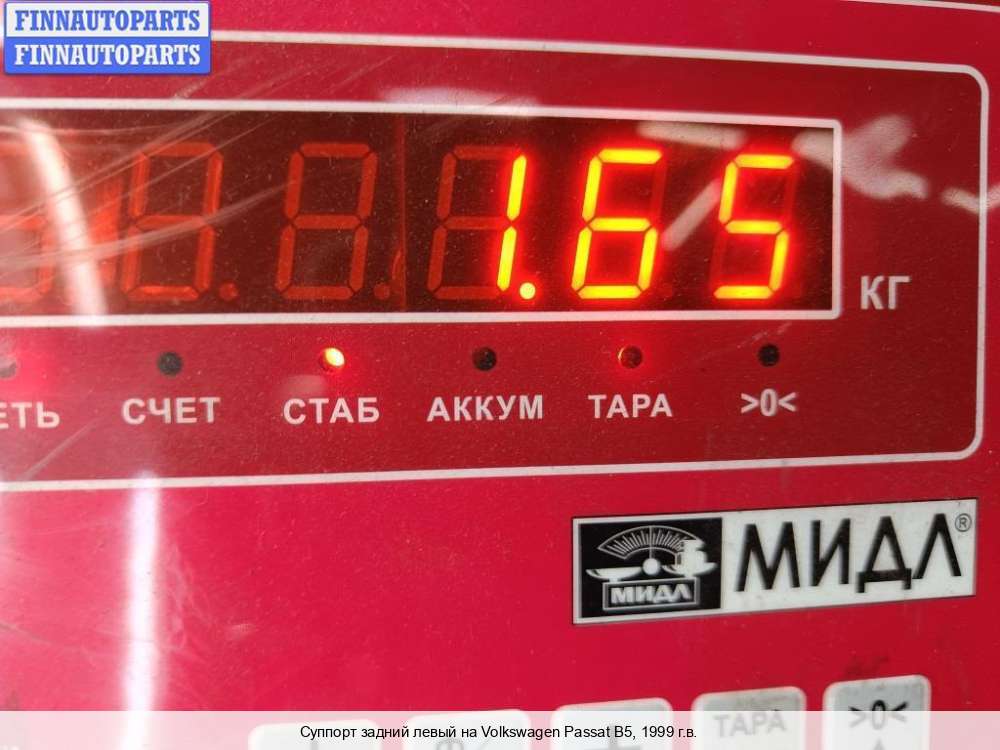 FINNAUTOPARTS
FINNAUTOPARTS
1.65
КГ
СЧЕТ СТАБ АККУМ ТАРА >0<
МИДЛ МИДЛ®
ТАРА >0<
Суппорт задний левый на Volkswagen Passat B5, 1999 г.в.